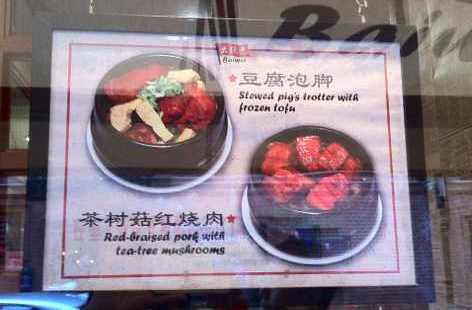 Baiwei
豆腐泡脚
Stewed pig's trotter with
frozen tofu
茶树菇红烧肉
Red-braised pork with
tea-tree mushrooms